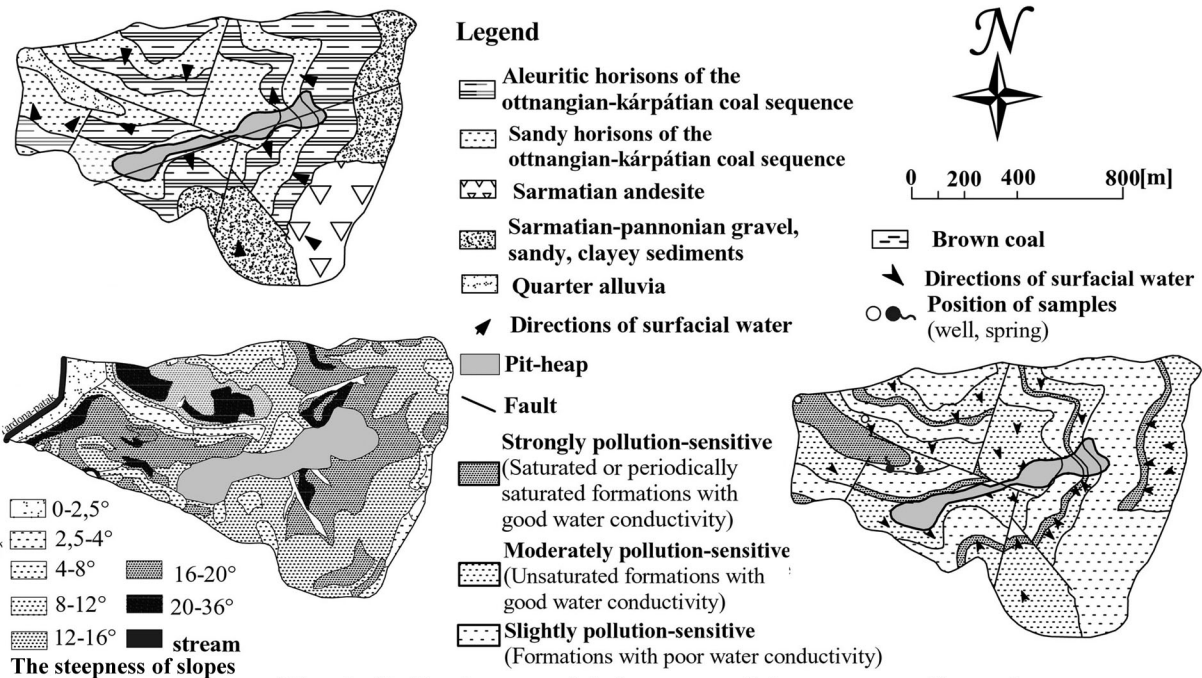 Legend
Aleuritic horisons of the
ottnangian-kárpátian coal sequence
Sandy horisons of the
ottnangian-kárpátian coal sequence
Sarmatian andesite
Sarmatian-pannonian gravel,
sandy, clayey sediments
Quarter alluvia
Directions of surfacial water
Pit-heap
Fault
Strongly pollution-sensitive
(Saturated or periodically
saturated formations with
good water conductivity)
Moderately pollution-sensitive
(Unsaturated formations with
good water conductivity)
Slightly pollution-sensitive
(Formations with poor water conductivity)
N
0 200 400 800[m]
Brown coal
Directions of surfacial water
Position of samples
(well, spring)
0-2,5°
2,5-4°
4-8°
8-12°
12-16°
16-20°
20-36°
stream
The steepness of slopes